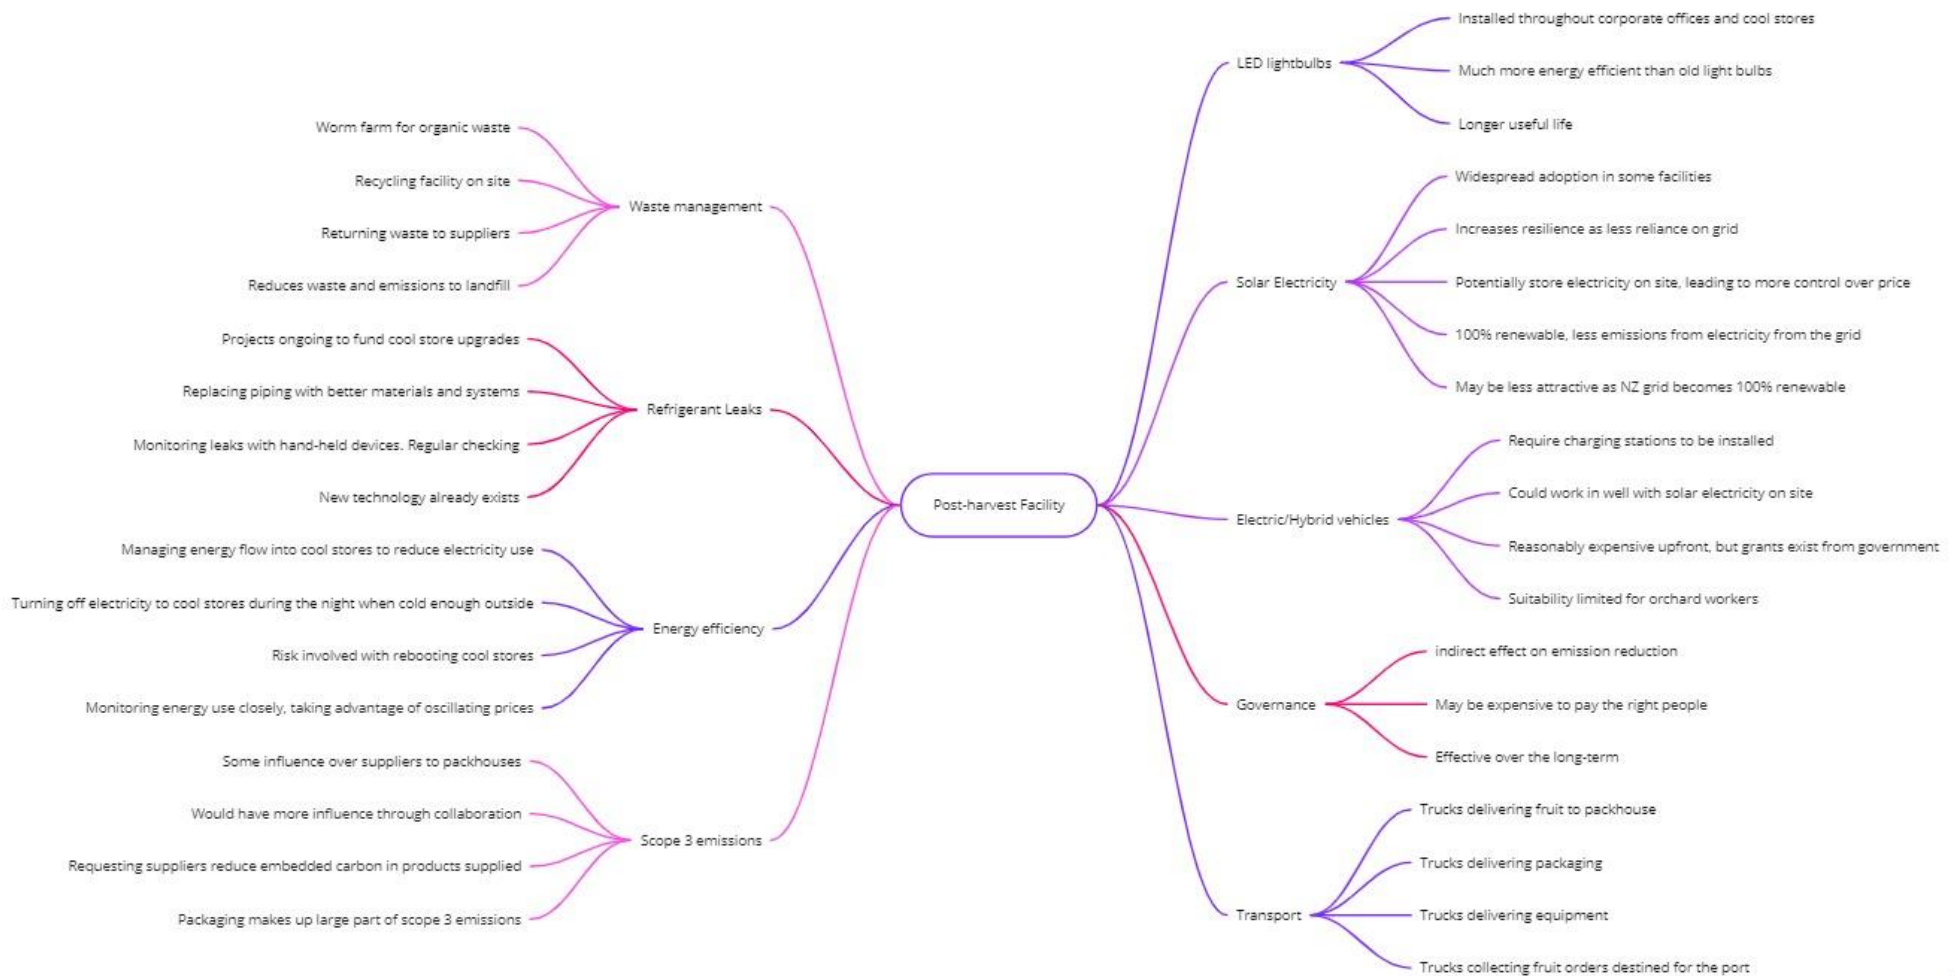 Post-harvest Facility
Waste management
Worm farm for organic waste
Recycling facility on site
Returning waste to suppliers
Reduces waste and emissions to landfill
Refrigerant Leaks
Projects ongoing to fund cool store upgrades
Replacing piping with better materials and systems
Monitoring leaks with hand-held devices. Regular checking
New technology already exists
Energy efficiency
Managing energy flow into cool stores to reduce electricity use
Turning off electricity to cool stores during the night when cold enough outside
Risk involved with rebooting cool stores
Monitoring energy use closely, taking advantage of oscillating prices
Scope 3 emissions
Some influence over suppliers to packhouses
Would have more influence through collaboration
Requesting suppliers reduce embedded carbon in products supplied
Packaging makes up large part of scope 3 emissions
LED lightbulbs
Installed throughout corporate offices and cool stores
Much more energy efficient than old light bulbs
Longer useful life
Solar Electricity
Widespread adoption in some facilities
Increases resilience as less reliance on grid
Potentially store electricity on site, leading to more control over price
100% renewable, less emissions from electricity from the grid
May be less attractive as NZ grid becomes 100% renewable
Electric/Hybrid vehicles
Require charging stations to be installed
Could work in well with solar electricity on site
Reasonably expensive upfront, but grants exist from government
Suitability limited for orchard workers
Governance
indirect effect on emission reduction
May be expensive to pay the right people
Effective over the long-term
Transport
Trucks delivering fruit to packhouse
Trucks delivering packaging
Trucks delivering equipment
Trucks collecting fruit orders destined for the port